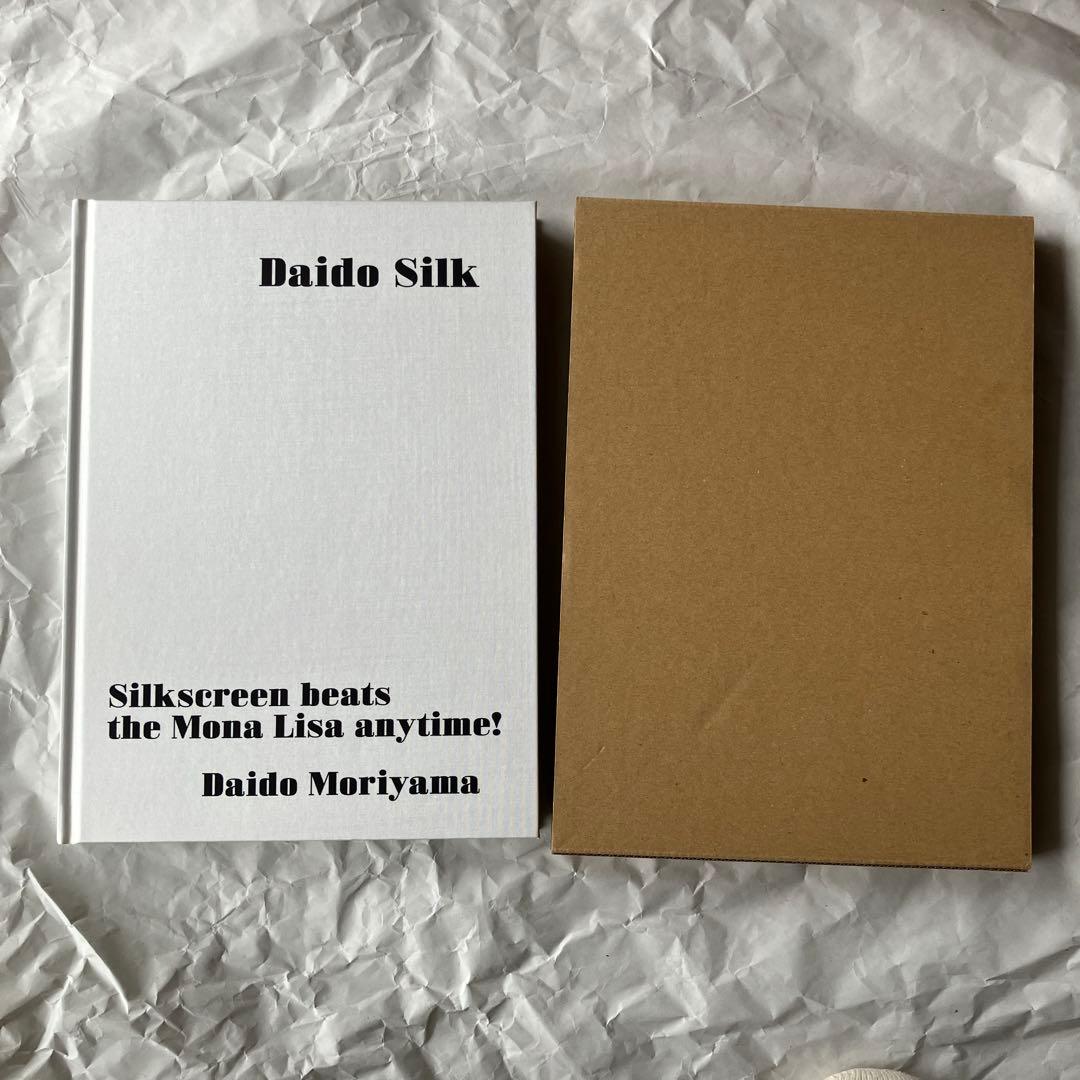 Daido Silk
Silkscreen beats
the Mona Lisa anytime!
Daido Moriyama